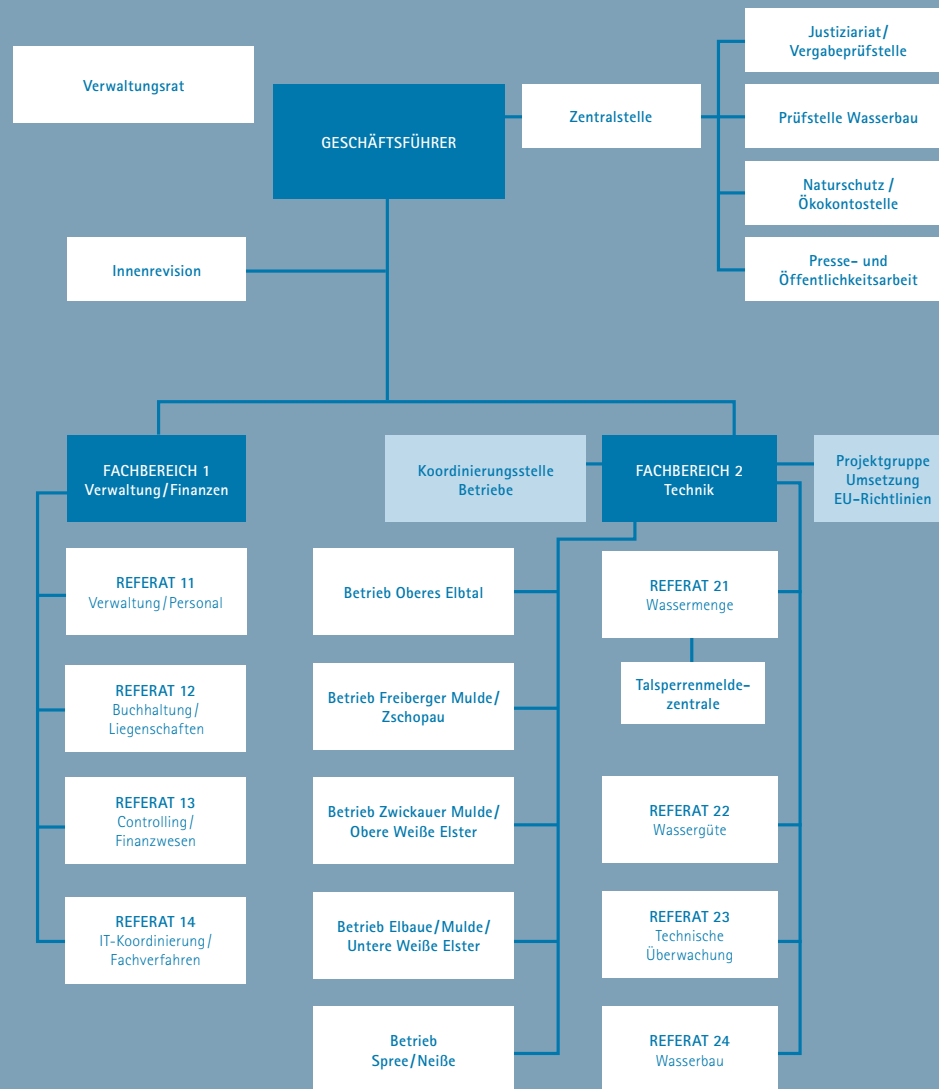 Verwaltungsrat
GESCHÄFTSFÜHRER
Zentralstelle
Justiziariat/
Vergabeprüfstelle
Prüfstelle Wasserbau
Naturschutz /
Ökokontostelle
Presse- und
Öffentlichkeitsarbeit
Innenrevision
FACHBEREICH 1
Verwaltung/Finanzen
Koordinierungsstelle
Betriebe
FACHBEREICH 2
Technik
Projektgruppe
Umsetzung
EU-Richtlinien
REFERAT 11
Verwaltung/Personal
REFERAT 12
Buchhaltung/
Liegenschaften
REFERAT 13
Controlling/
Finanzwesen
REFERAT 14
IT-Koordinierung/
Fachverfahren
Betrieb Oberes Elbtal
Betrieb Freiberger Mulde/
Zschopau
Betrieb Zwickauer Mulde/
Obere Weiße Elster
Betrieb Elbaue/Mulde/
Untere Weiße Elster
Betrieb
Spree/Neiße
REFERAT 21
Wassermenge
Talsperrenmelde-
zentrale
REFERAT 22
Wassergüte
REFERAT 23
Technische
Überwachung
REFERAT 24
Wasserbau